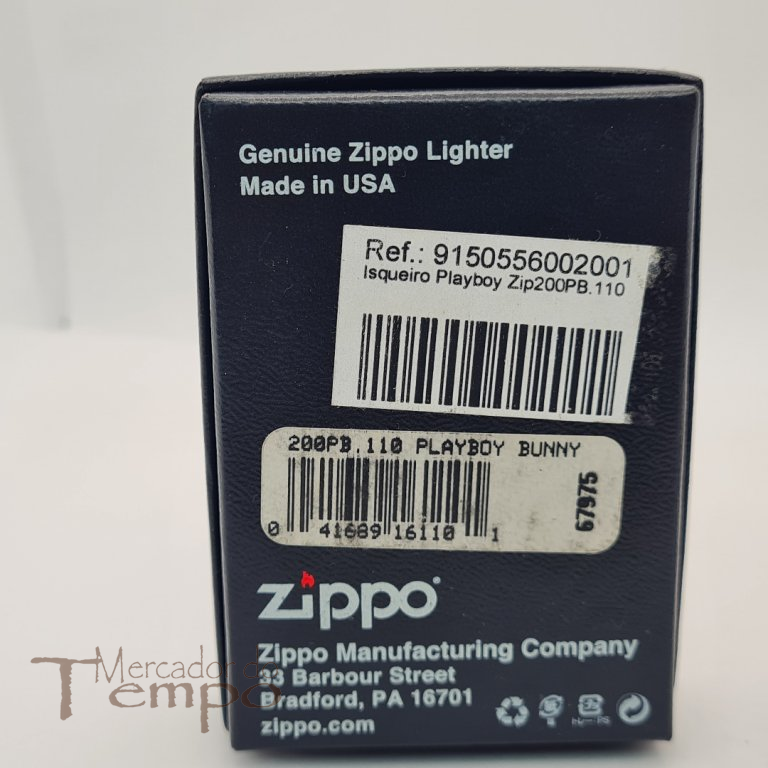 Genuine Zippo Lighter
Made in USA
Ref.: 9150556002001
Isqueiro Playboy Zip200PB.110
200PB.110 PLAYBOY BUNNY
67975
0 41689 16110 1
zippo
Zippo Manufacturing Company
33 Barbour Street
Bradford, PA 16701
zippo.com
Mercador do
Tempo